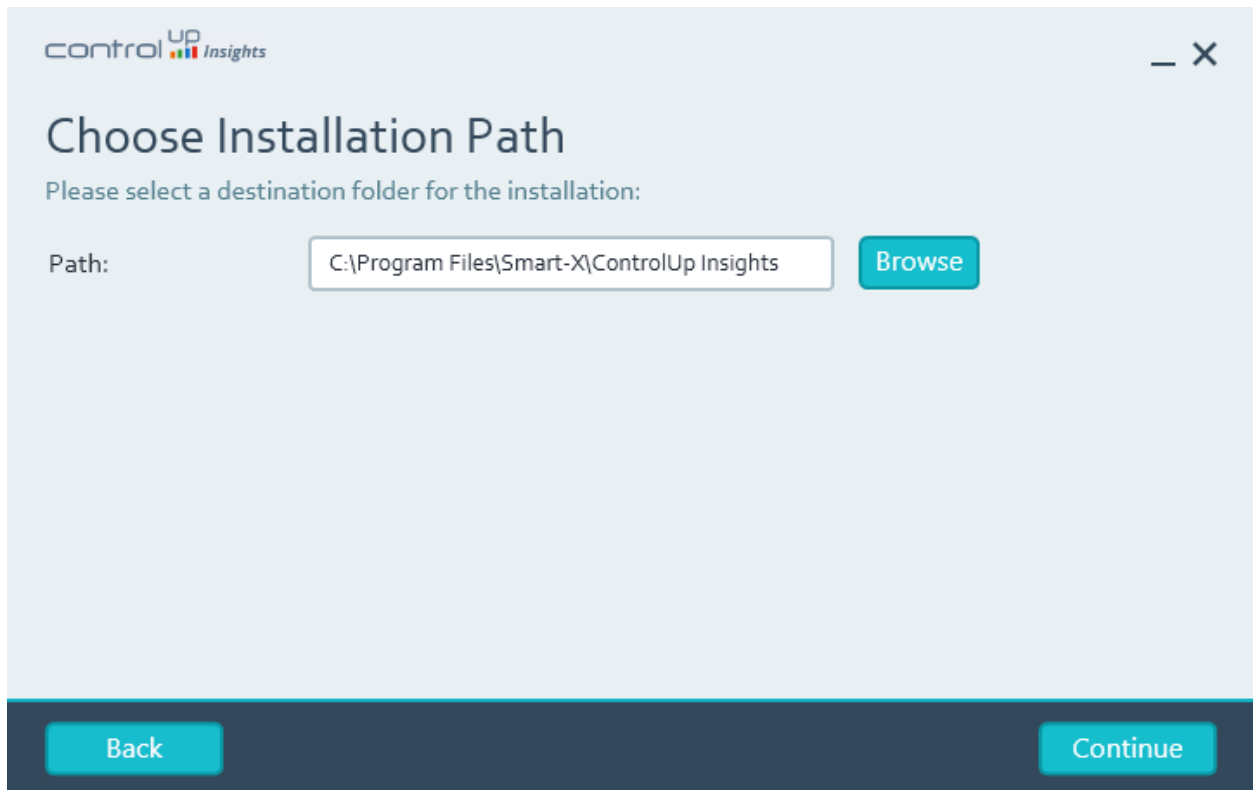 control up Insights
Choose Installation Path
Please select a destination folder for the installation:
Path:
C:\Program Files\Smart-X\ControlUp Insights
Browse
Back
Continue